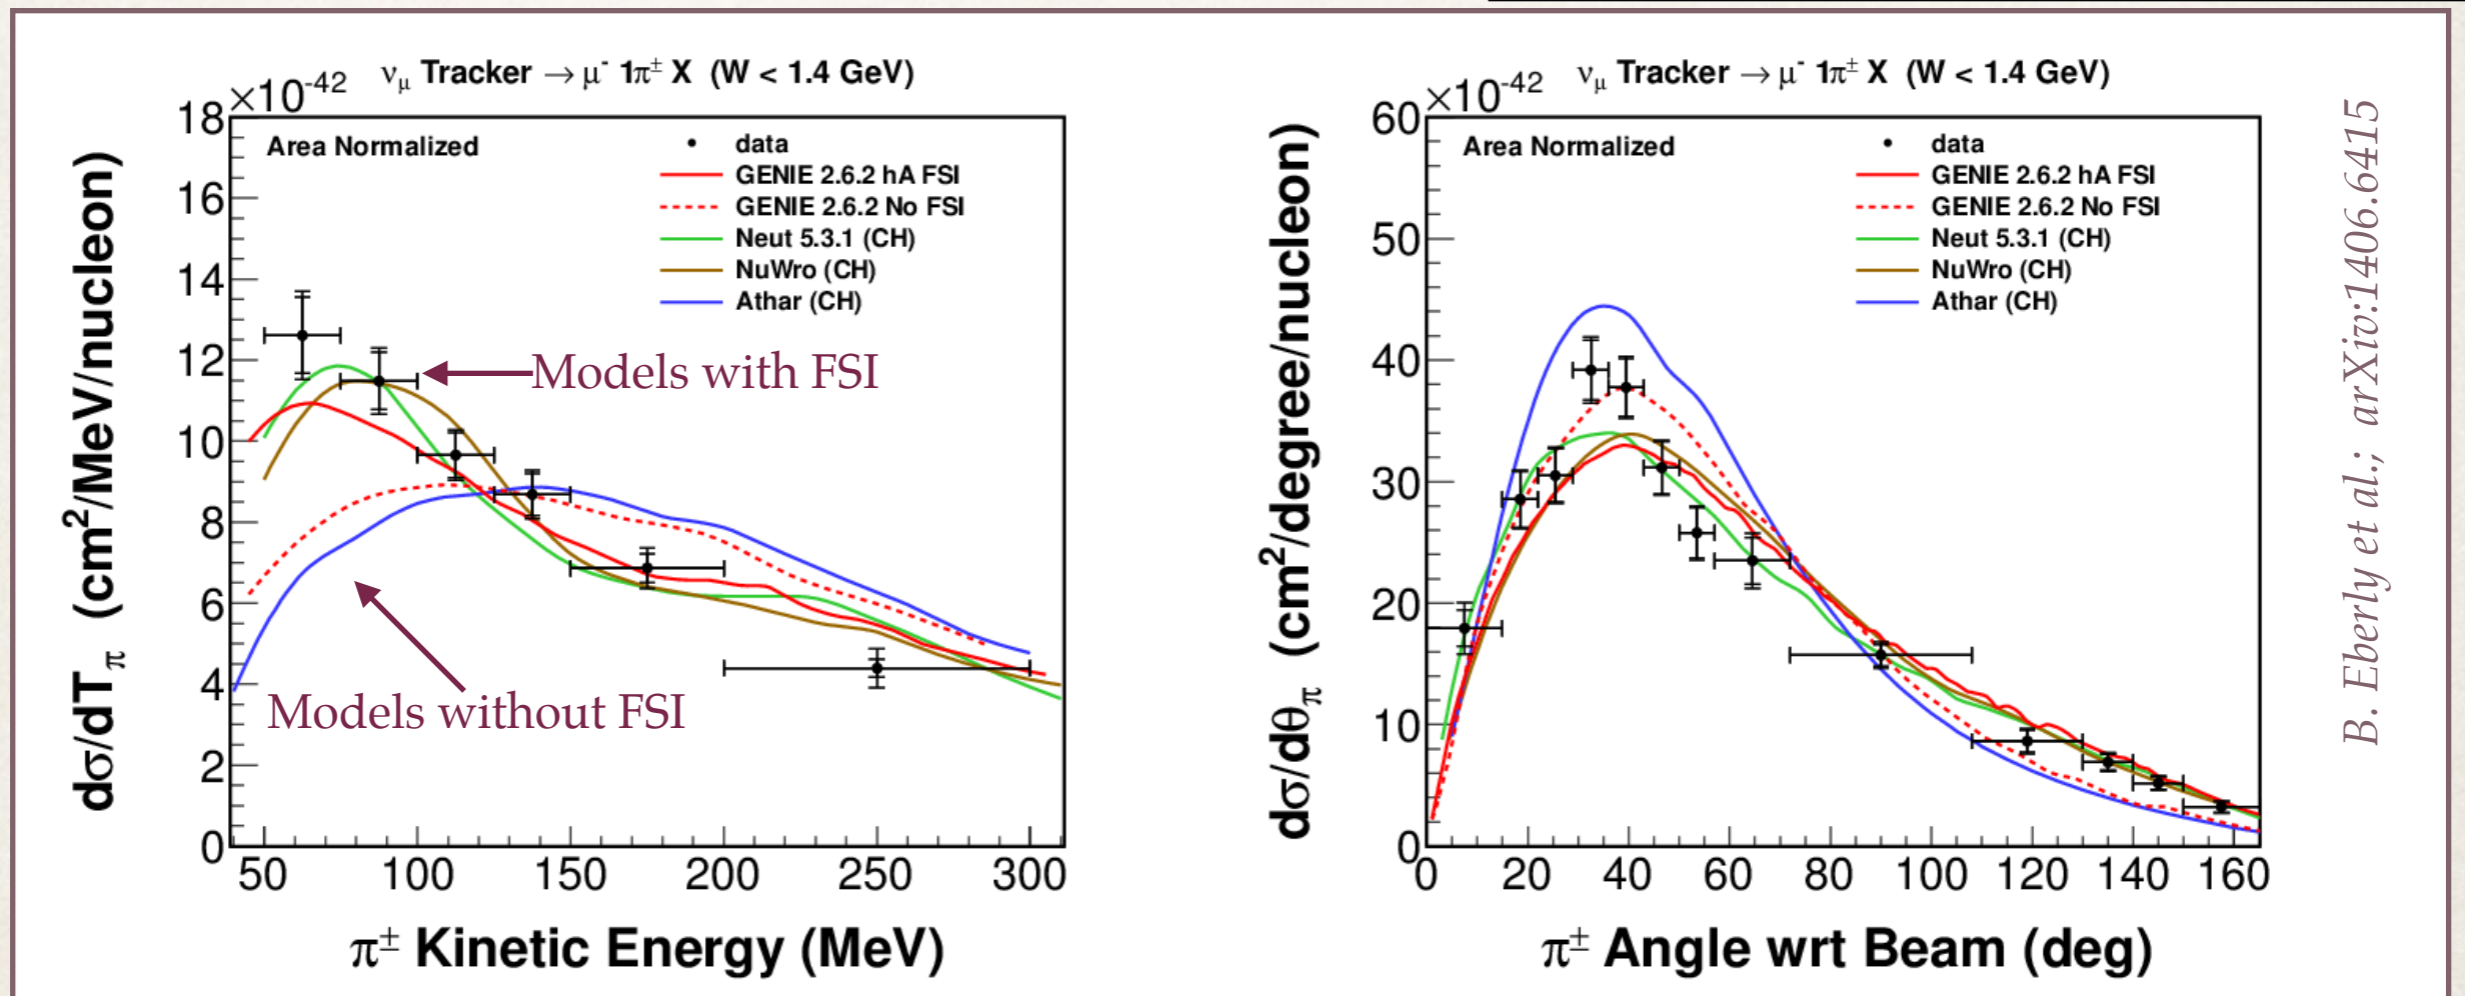 ×10⁻⁴² νμ Tracker → μ⁻ 1π± X (W < 1.4 GeV)
Area Normalized
data
GENIE 2.6.2 hA FSI
GENIE 2.6.2 No FSI
Neut 5.3.1 (CH)
NuWro (CH)
Athar (CH)
Models with FSI
Models without FSI
dσ/dTπ (cm²/MeV/nucleon)
18
16
14
12
10
8
6
4
2
0
50 100 150 200 250 300
π± Kinetic Energy (MeV)
×10⁻⁴² νμ Tracker → μ⁻ 1π± X (W < 1.4 GeV)
Area Normalized
data
GENIE 2.6.2 hA FSI
GENIE 2.6.2 No FSI
Neut 5.3.1 (CH)
NuWro (CH)
Athar (CH)
dσ/dθπ (cm²/degree/nucleon)
60
50
40
30
20
10
0
0 20 40 60 80 100 120 140 160
π± Angle wrt Beam (deg)
B. Eberly et al.; arXiv:1406.6415